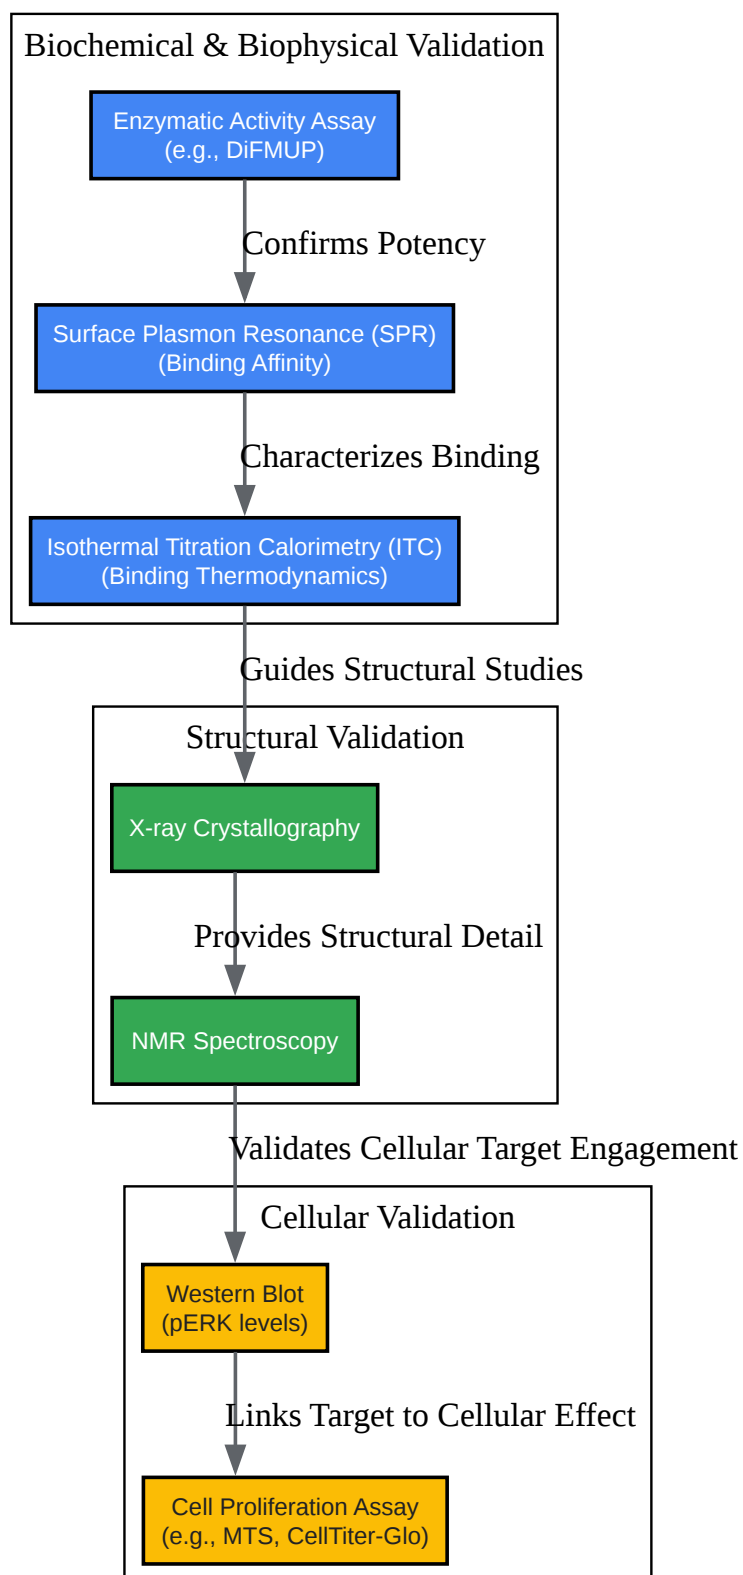 Biochemical & Biophysical Validation
Enzymatic Activity Assay
(e.g., DiFMUP)
Confirms Potency
Surface Plasmon Resonance (SPR)
(Binding Affinity)
Characterizes Binding
Isothermal Titration Calorimetry (ITC)
(Binding Thermodynamics)
Guides Structural Studies
Structural Validation
X-ray Crystallography
Provides Structural Detail
NMR Spectroscopy
Validates Cellular Target Engagement
Cellular Validation
Western Blot
(pERK levels)
Links Target to Cellular Effect
Cell Proliferation Assay
(e.g., MTS, CellTiter-Glo)